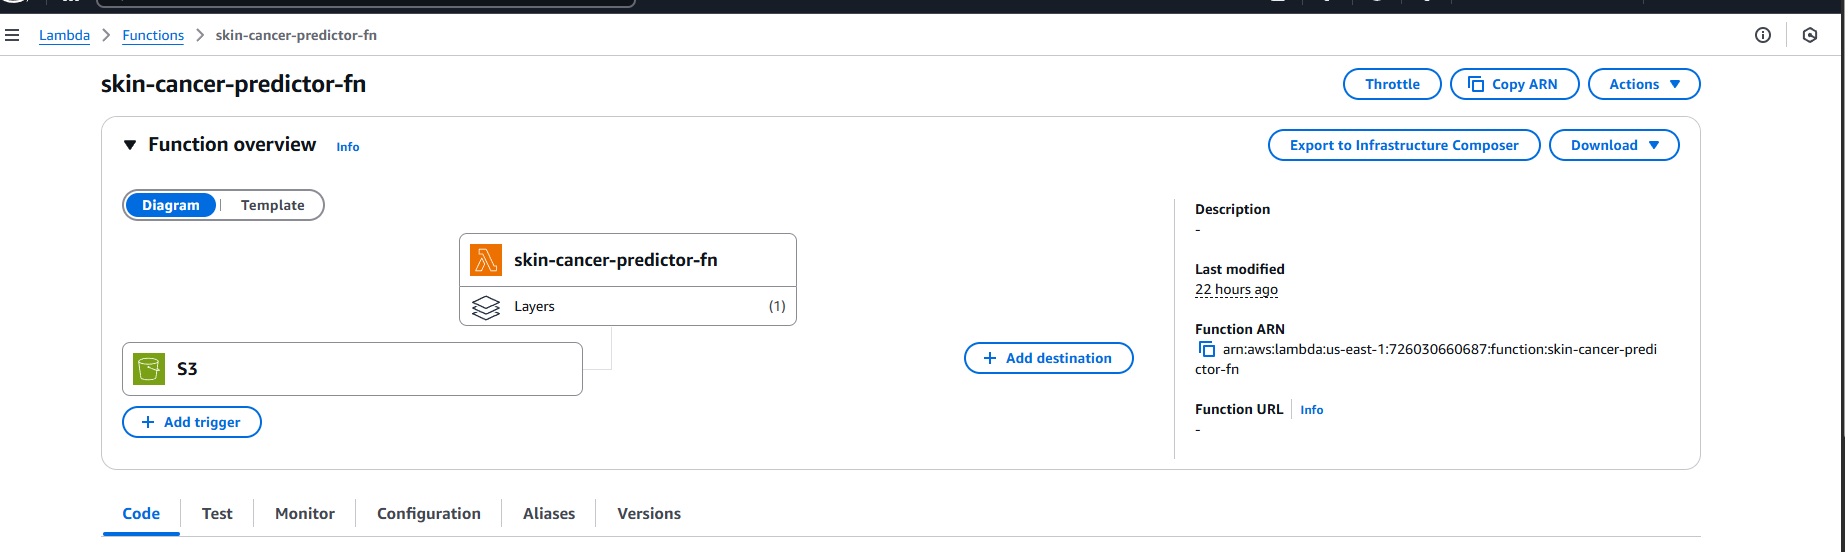 Lambda
Functions
skin-cancer-predictor-fn
skin-cancer-predictor-fn
Throttle
Copy ARN
Actions
Function overview
Info
Export to Infrastructure Composer
Download
Diagram
Template
skin-cancer-predictor-fn
Layers
(1)
S3
+ Add trigger
+ Add destination
Description
-
Last modified
22 hours ago
Function ARN
arn:aws:lambda:us-east-1:726030660687:function:skin-cancer-predi
ctor-fn
Function URL
Info
-
Code
Test
Monitor
Configuration
Aliases
Versions